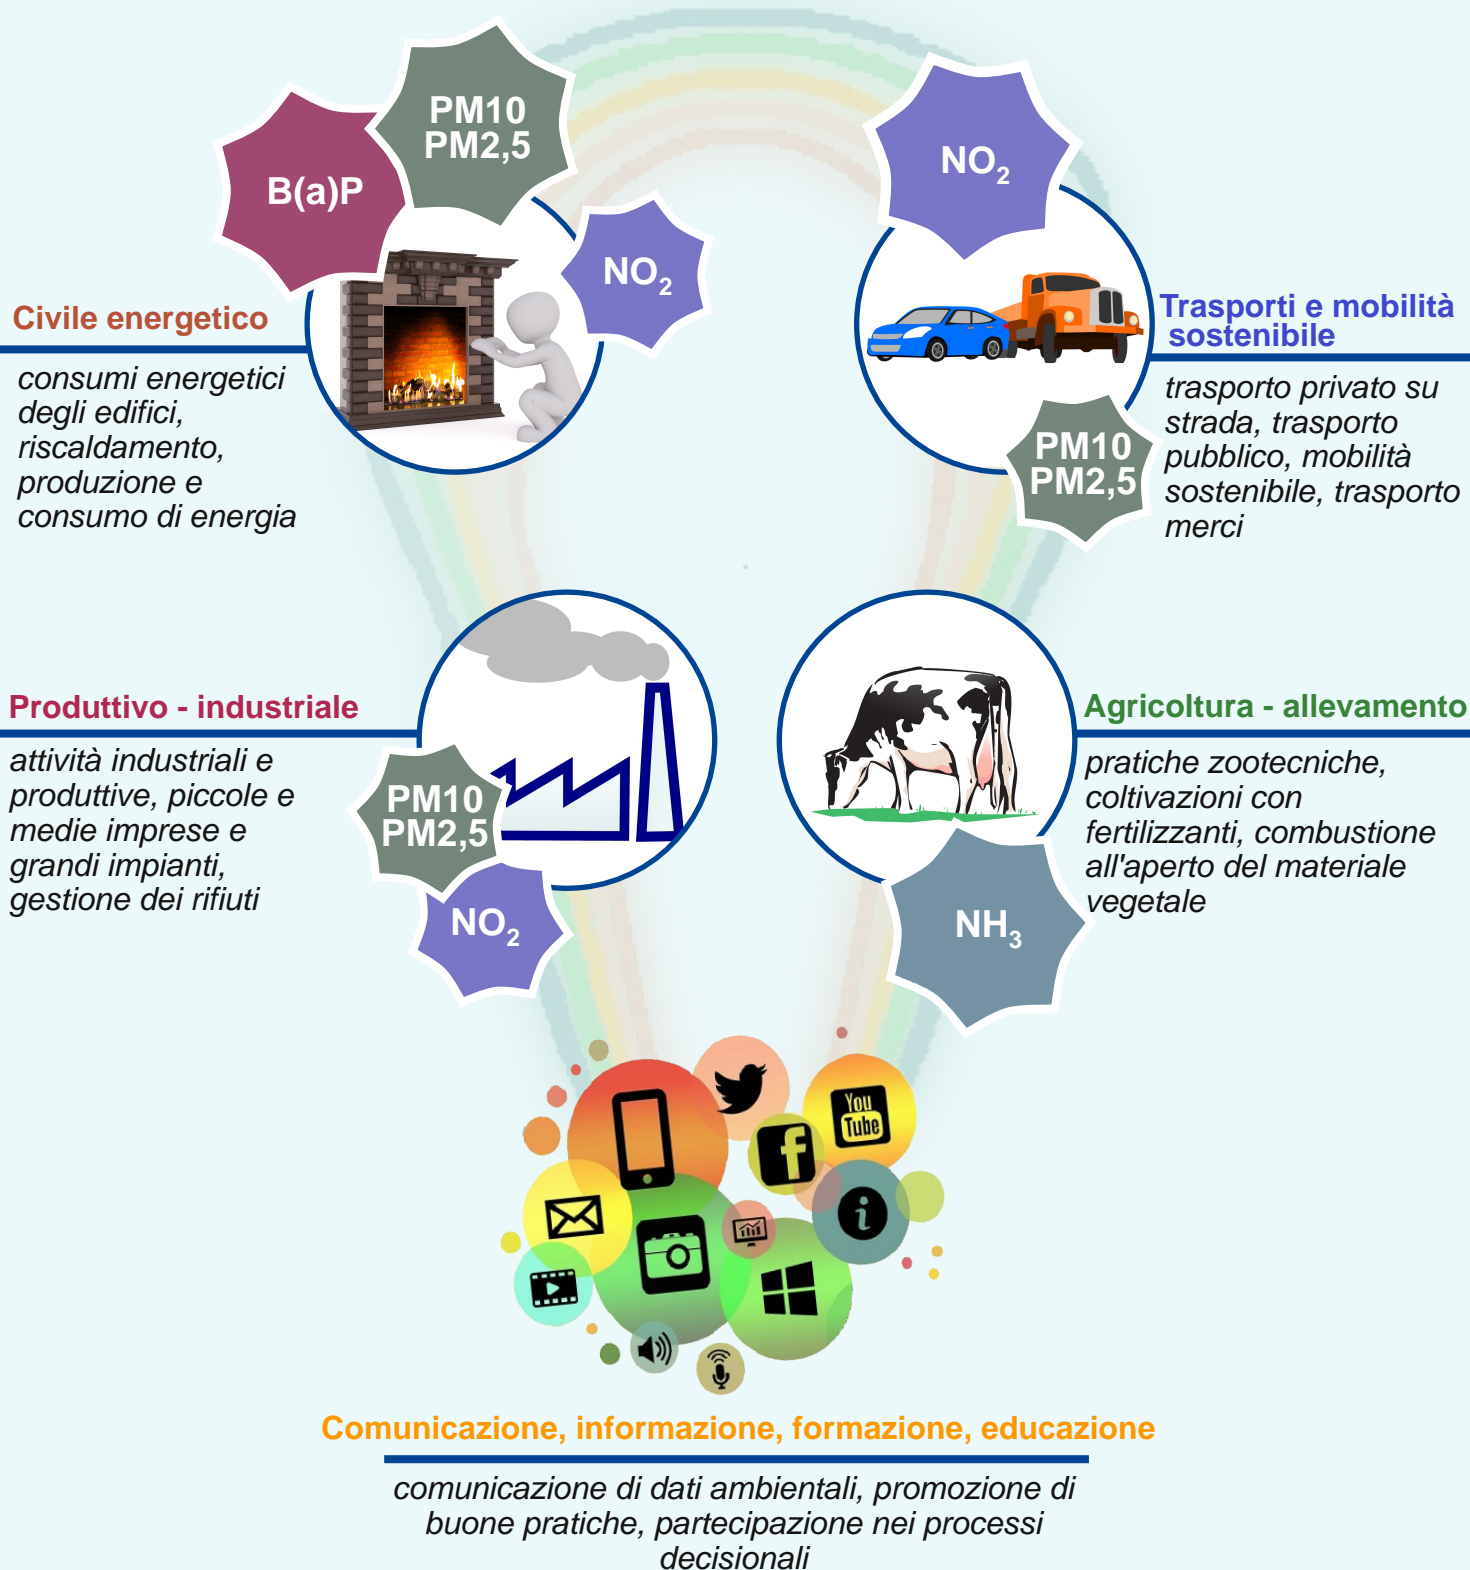 PM10
PM2,5
B(a)P
NO₂
Civile energetico
consumi energetici
degli edifici,
riscaldamento,
produzione e
consumo di energia
NO₂
Trasporti e mobilità
sostenibile
PM10
PM2,5
trasporto privato su
strada, trasporto
pubblico, mobilità
sostenibile, trasporto
merci
Produttivo - industriale
attività industriali e
produttive, piccole e
medie imprese e
grandi impianti,
gestione dei rifiuti
PM10
PM2,5
NO₂
Agricoltura - allevamento
pratiche zootecniche,
coltivazioni con
fertilizzanti, combustione
all'aperto del materiale
vegetale
NH₃
You
Tube
f
i
Comunicazione, informazione, formazione, educazione
comunicazione di dati ambientali, promozione di
buone pratiche, partecipazione nei processi
decisionali